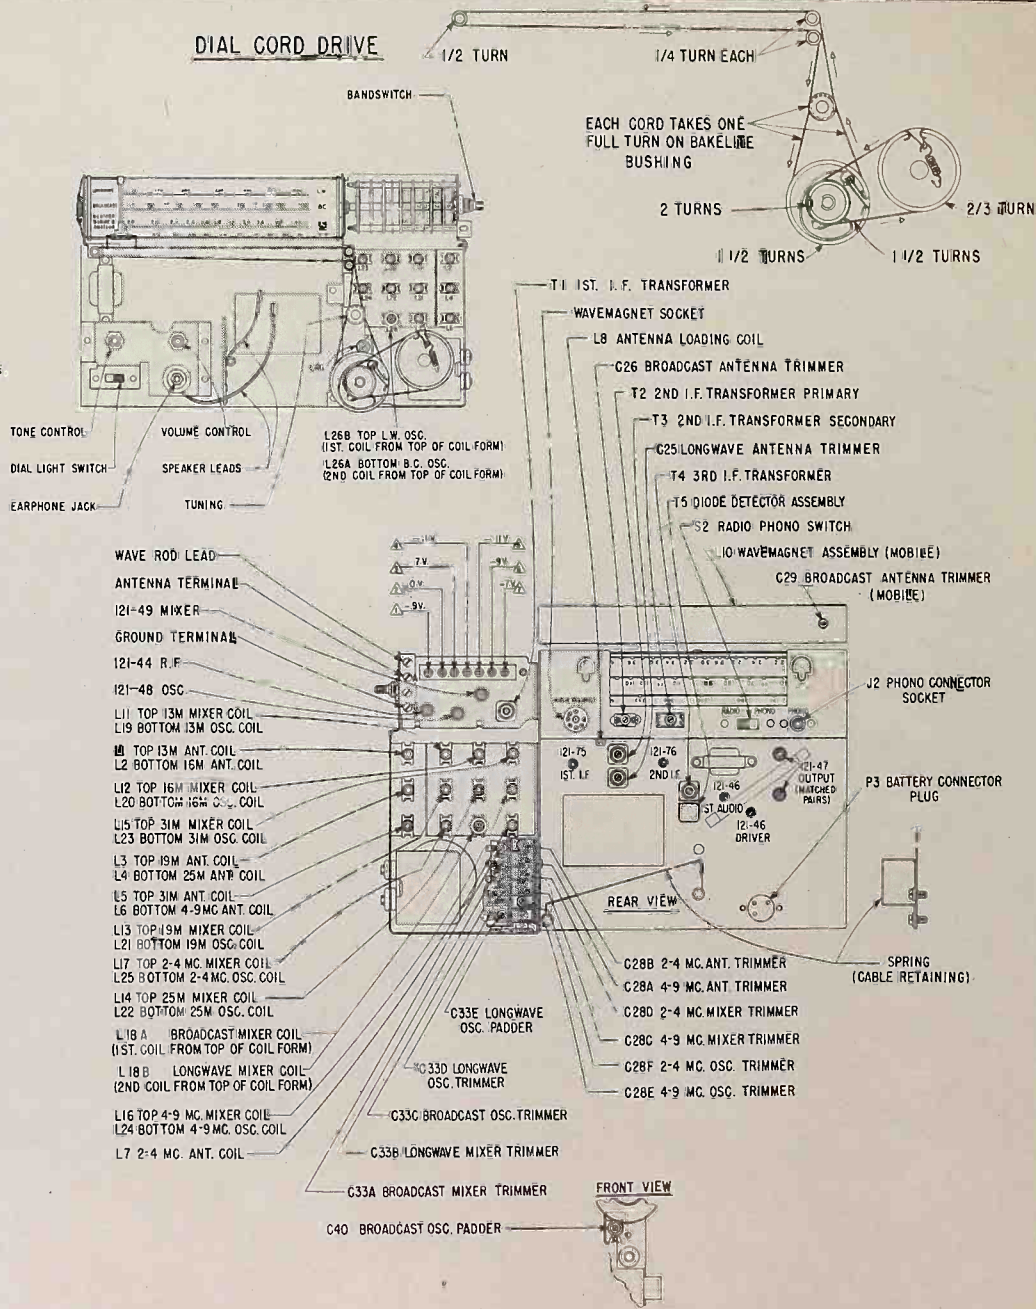 DIAL CORD DRIVE
1/2 TURN
1/4 TURN EACH
BANDSWITCH
EACH CORD TAKES ONE
FULL TURN ON BAKELITE
BUSHING
2 TURNS
2/3 TURN
1 1/2 TURNS
1 1/2 TURNS
T1 1ST. I.F. TRANSFORMER
WAVEMAGNET SOCKET
L8 ANTENNA LOADING COIL
C26 BROADCAST ANTENNA TRIMMER
T2 2ND I.F. TRANSFORMER PRIMARY
T3 2ND I.F. TRANSFORMER SECONDARY
C25 LONGWAVE ANTENNA TRIMMER
T4 3RD I.F. TRANSFORMER
T5 DIODE DETECTOR ASSEMBLY
S2 RADIO PHONO SWITCH
L10 WAVEMAGNET ASSEMBLY (MOBILE)
C29 BROADCAST ANTENNA TRIMMER
(MOBILE)
TONE CONTROL
VOLUME CONTROL
DIAL LIGHT SWITCH
SPEAKER LEADS
EARPHONE JACK
TUNING
L26B TOP L.W. OSC.
(1ST. COIL FROM TOP OF COIL FORM)
L26A BOTTOM B.C. OSC.
(2ND COIL FROM TOP OF COIL FORM)
WAVE ROD LEAD
ANTENNA TERMINAL
121-49 MIXER
GROUND TERMINAL
121-44 R.F
121-48 OSC.
L11 TOP 13M MIXER COIL
L19 BOTTOM 13M OSC. COIL
L1 TOP 13M ANT. COIL
L2 BOTTOM 16M ANT. COIL
L12 TOP 16M MIXER COIL
L20 BOTTOM 16M OSC. COIL
L15 TOP 31M MIXER COIL
L23 BOTTOM 31M OSC. COIL
L3 TOP 19M ANT. COIL
L4 BOTTOM 25M ANT COIL
L5 TOP 31M ANT. COIL
L6 BOTTOM 4-9MC ANT. COIL
L13 TOP 19M MIXER COIL
L21 BOTTOM 19M OSC. COIL
L17 TOP 2-4 MC. MIXER COIL
L25 BOTTOM 2-4 MC. OSC. COIL
L14 TOP 25M MIXER COIL
L22 BOTTOM 25M OSC. COIL
L18 A BROADCAST MIXER COIL
(1ST. COIL FROM TOP OF COIL FORM)
L18 B LONGWAVE MIXER COIL
(2ND COIL FROM TOP OF COIL FORM)
L16 TOP 4-9 MC. MIXER COIL
L24 BOTTOM 4-9 MC. OSC. COIL
L7 2-4 MC. ANT. COIL
7V.
-9V.
RADIO PHONO
J2 PHONO CONNECTOR
SOCKET
121-75
1ST. I.F
121-76
2ND I.F.
121-46
ST. AUDIO
121-46
DRIVER
121-47
OUTPUT
(MATCHED
PAIRS)
P3 BATTERY CONNECTOR
PLUG
REAR VIEW
SPRING
(CABLE RETAINING)
C28B 2-4 MC. ANT. TRIMMER
C28A 4-9 MC. ANT. TRIMMER
C28D 2-4 MC. MIXER TRIMMER
C28C 4-9 MC. MIXER TRIMMER
C28F 2-4 MC. OSC. TRIMMER
C28E 4-9 MC. OSC. TRIMMER
C33E LONGWAVE
OSC. PADDER
C33D LONGWAVE
OSC. TRIMMER
C33C BROADCAST OSC. TRIMMER
C33B LONGWAVE MIXER TRIMMER
C33A BROADCAST MIXER TRIMMER
C40 BROADCAST OSC. PADDER
FRONT VIEW